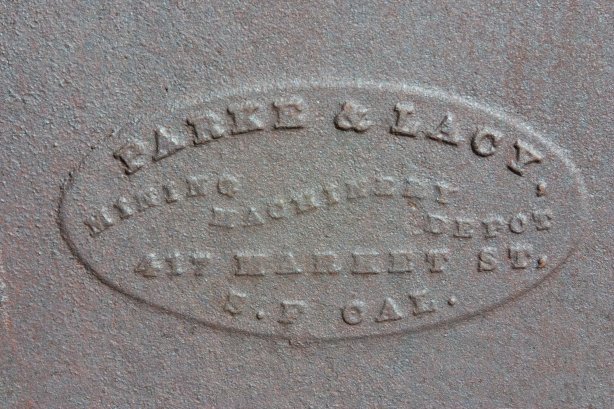 PARKE & LACY,
MINING MACHINERY DEPOT
417 MARKET ST.
S.F CAL.